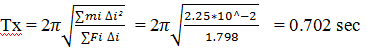 Tx = 2π√(∑mi Δi² / ∑Fi Δi) = 2π√(2.25*10^−2 / 1.798) = 0.702 sec